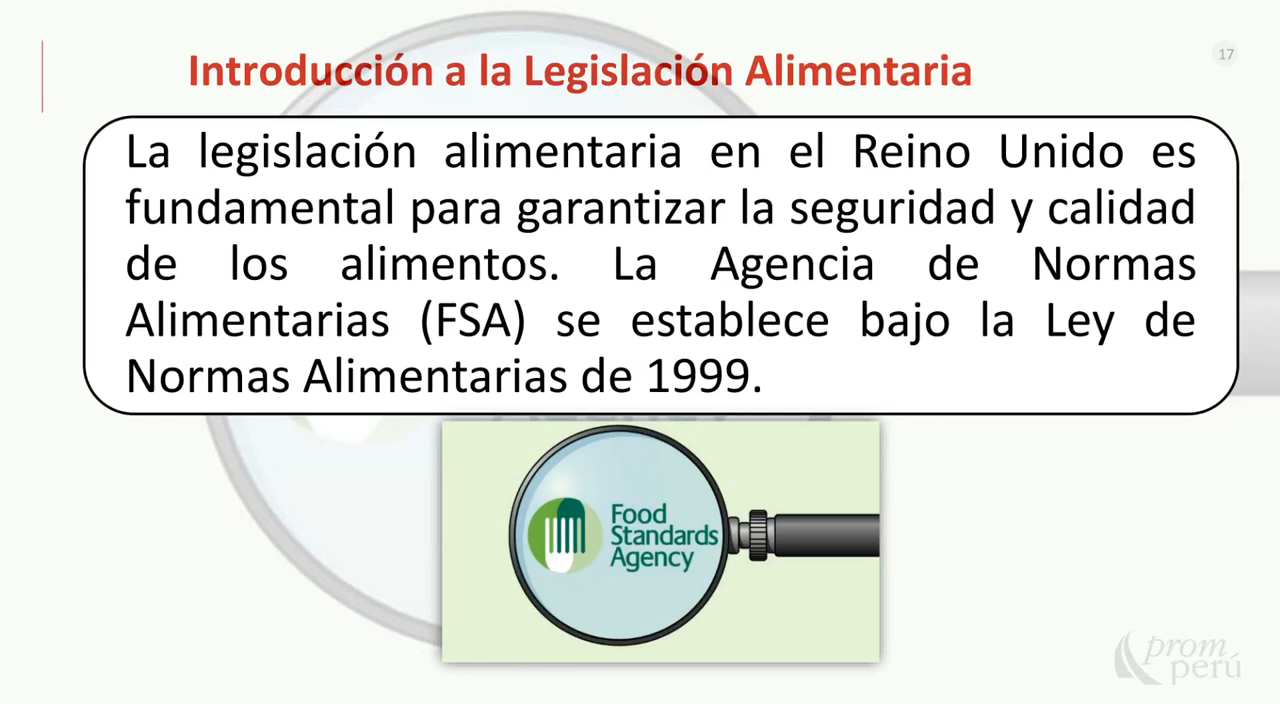 17
Introducción a la Legislación Alimentaria
La legislación alimentaria en el Reino Unido es
fundamental para garantizar la seguridad y calidad
de los alimentos. La Agencia de Normas
Alimentarias (FSA) se establece bajo la Ley de
Normas Alimentarias de 1999.
Food
Standards
Agency
prom
perú